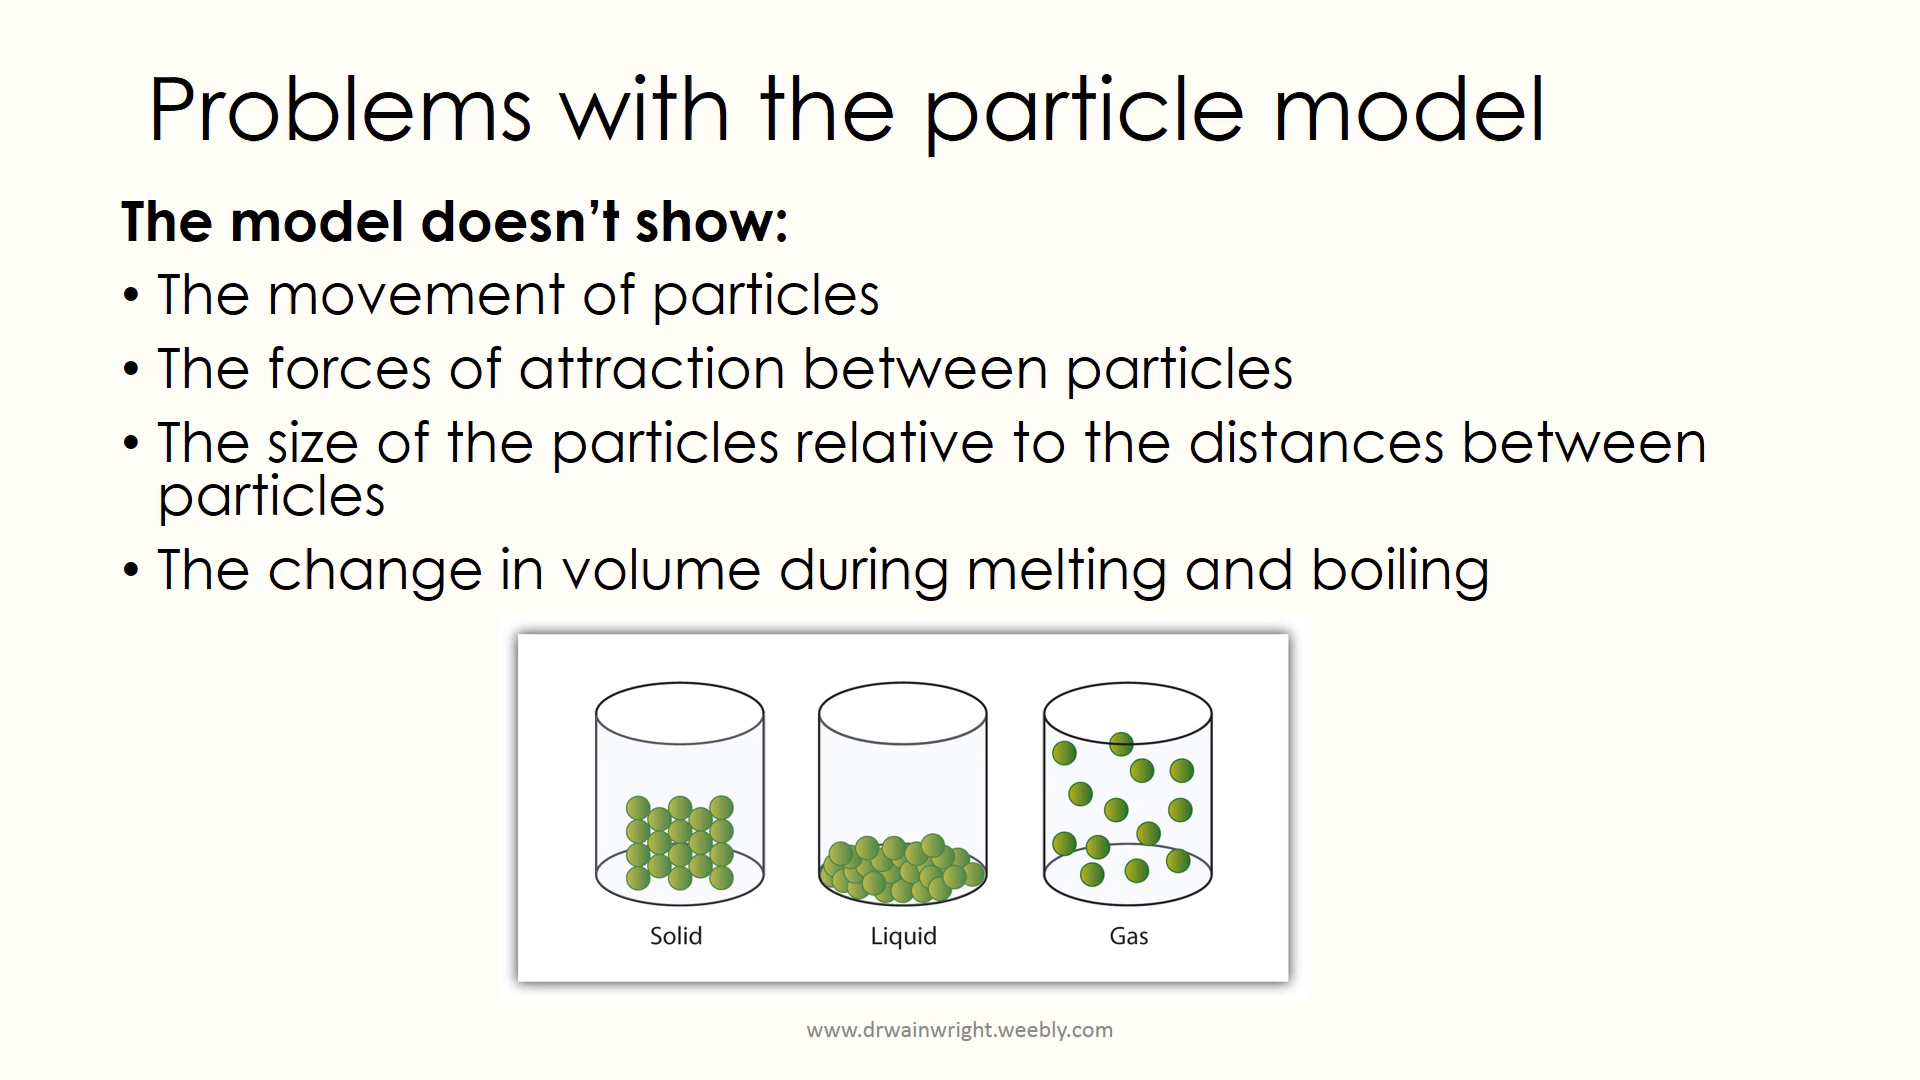 Problems with the particle model
The model doesn’t show:
• The movement of particles
• The forces of attraction between particles
• The size of the particles relative to the distances between
particles
• The change in volume during melting and boiling
Solid Liquid Gas
www.drwainwright.weebly.com